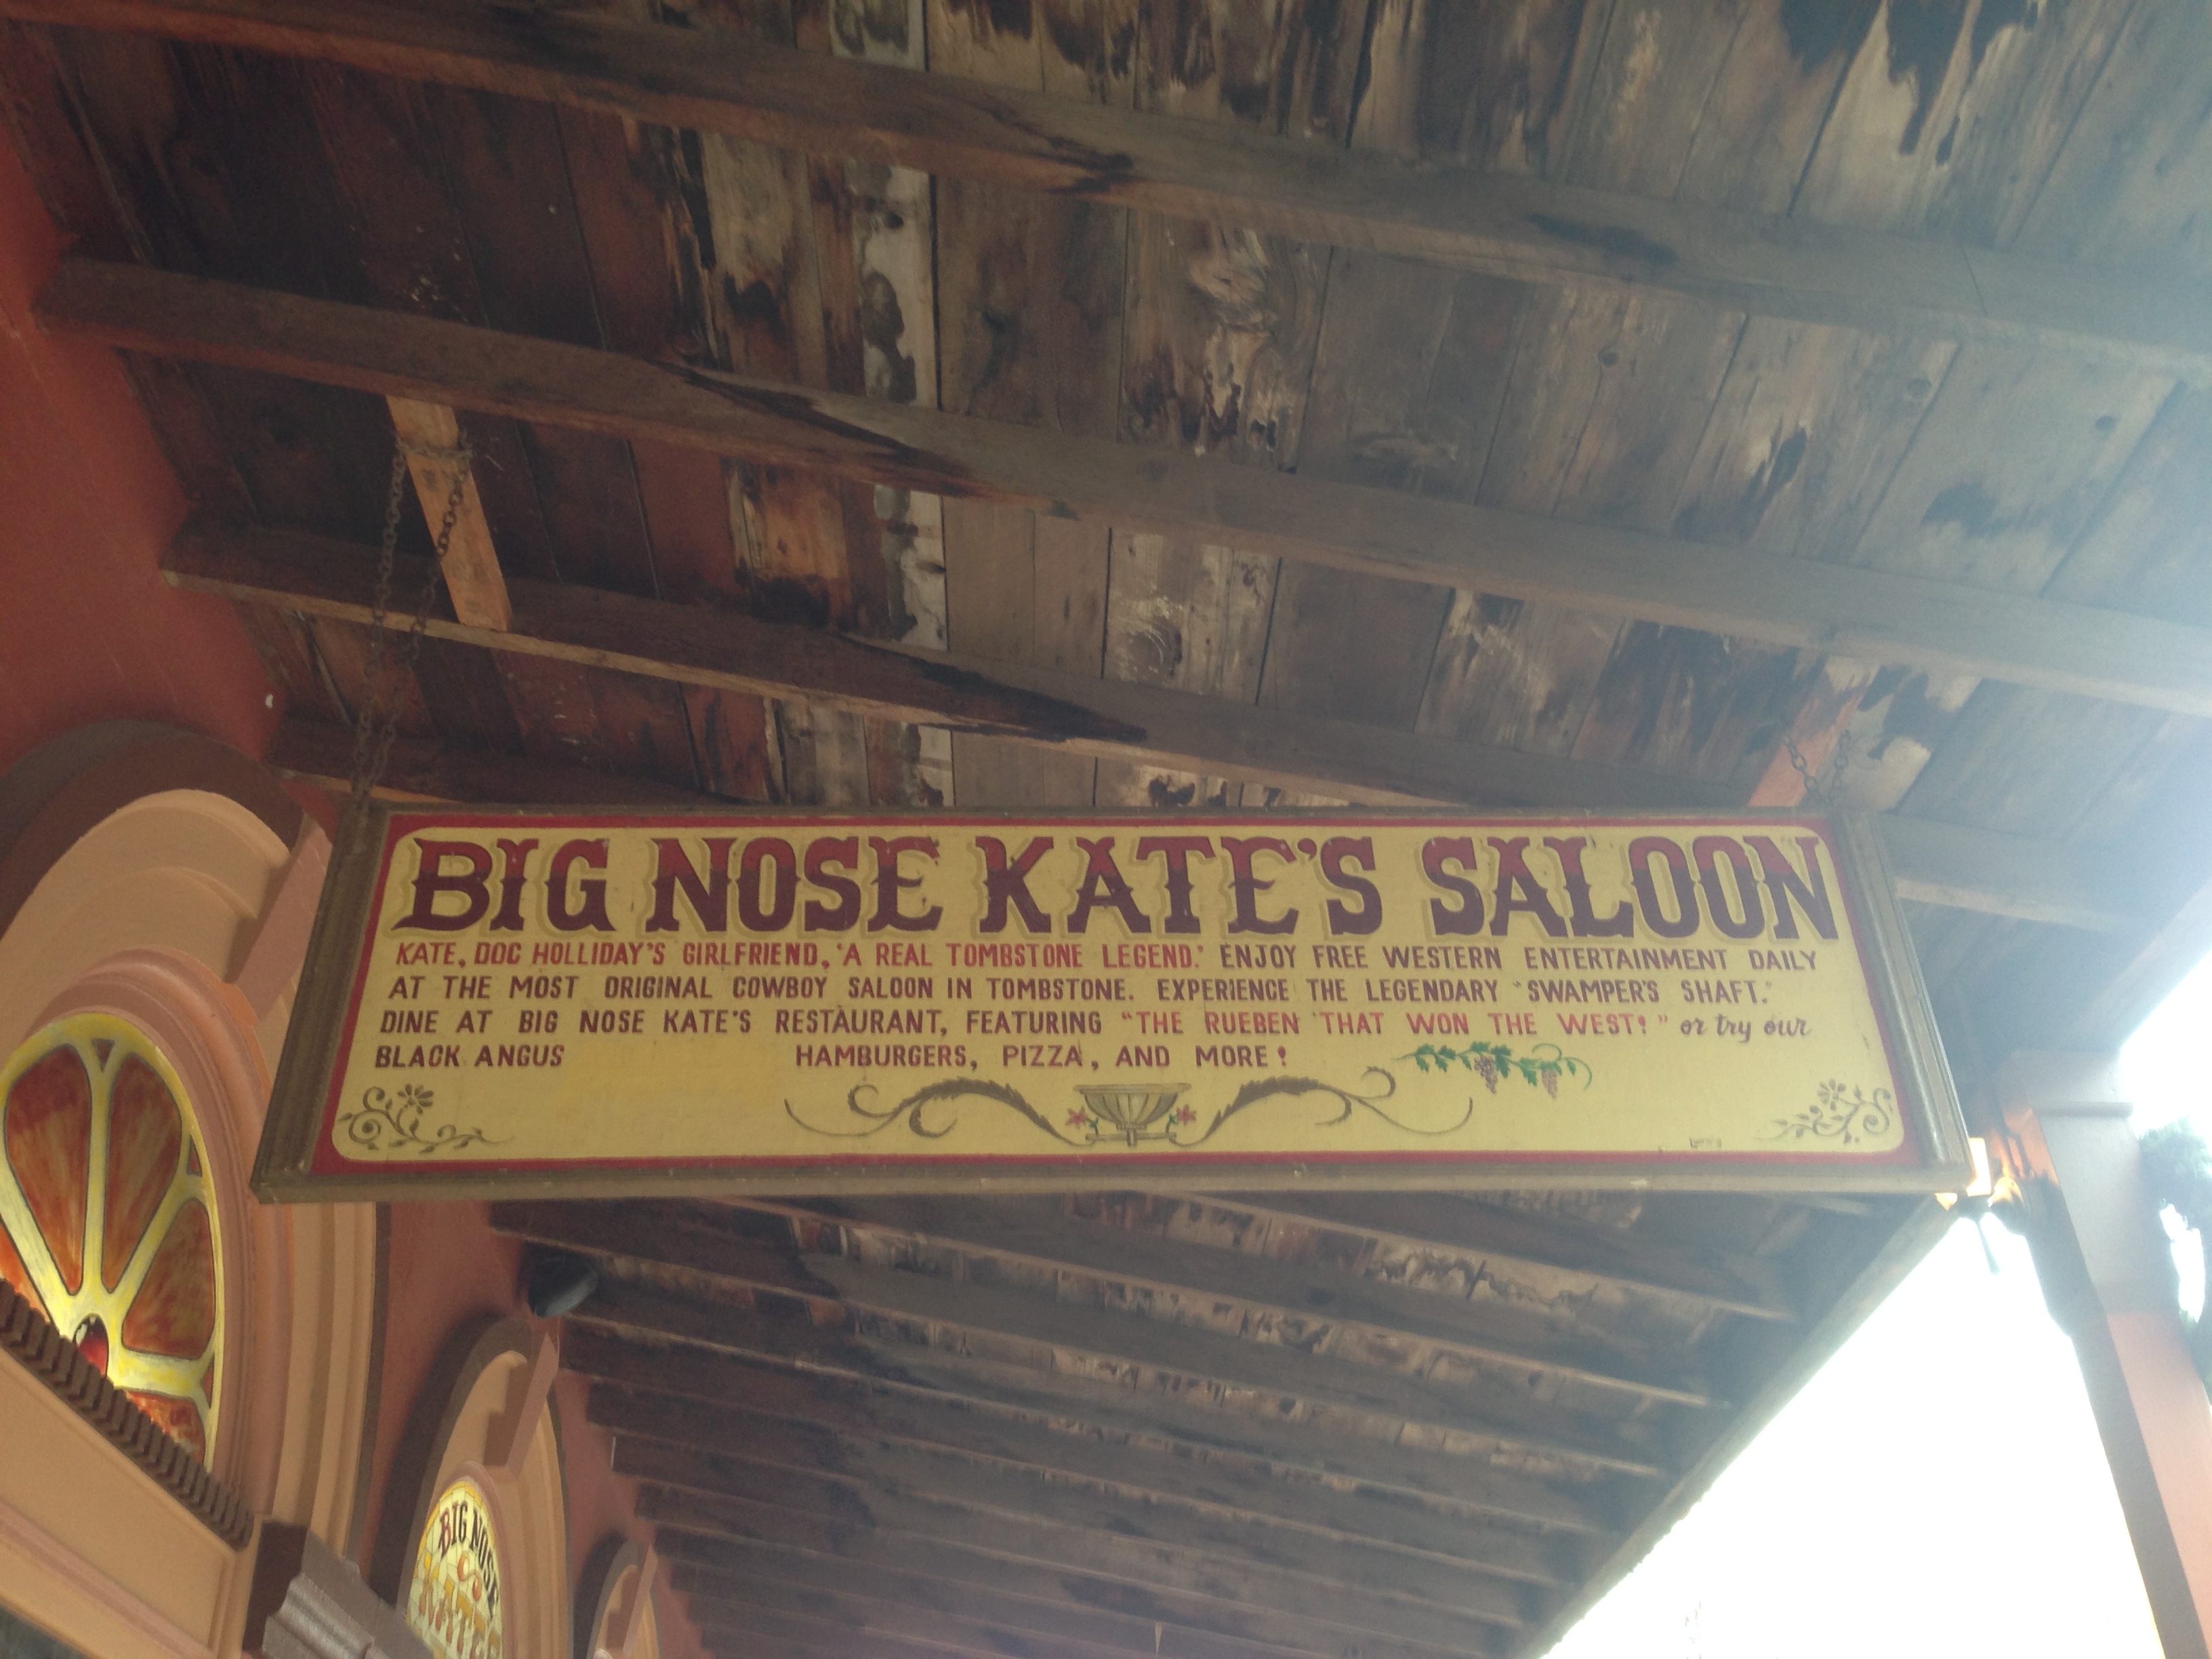 BIG NOSE KATE'S SALOON
KATE, DOC HOLLIDAY'S GIRLFRIEND, 'A REAL TOMBSTONE LEGEND.' ENJOY FREE WESTERN ENTERTAINMENT DAILY
AT THE MOST ORIGINAL COWBOY SALOON IN TOMBSTONE. EXPERIENCE THE LEGENDARY "SWAMPER'S SHAFT."
DINE AT BIG NOSE KATE'S RESTAURANT, FEATURING "THE RUEBEN 'THAT WON THE WEST!" or try our
BLACK ANGUS HAMBURGERS, PIZZA, AND MORE!
BIG NOSE
KATE'S